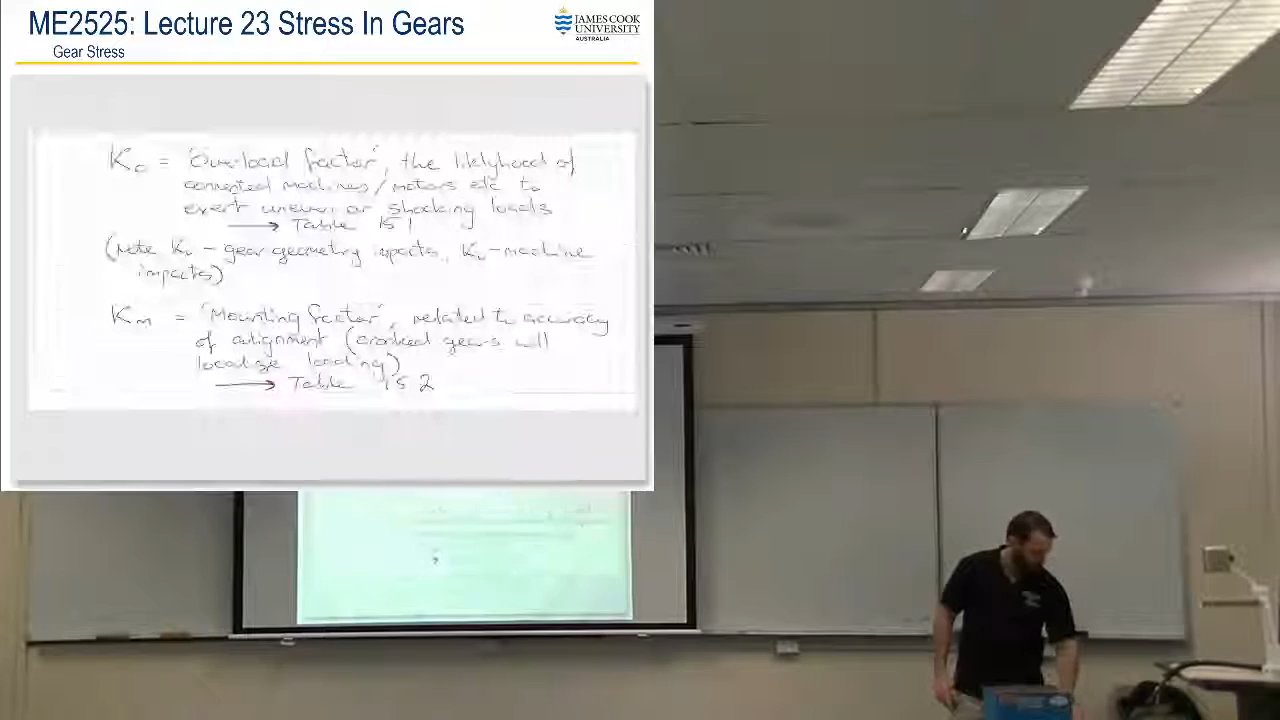 ME2525: Lecture 23 Stress In Gears
Gear Stress
JAMES COOK
UNIVERSITY
AUSTRALIA
Ko = 'Overload factor', the likelyhood of
connected machines/motors etc to
exert uneven or shocking loads
→ Table 15.1
(note Kv - gear geometry impacts, Ko - machine
impacts)
Km = 'Mounting factor', related to accuracy
of alignment (crooked gears will
localise loading)
→ Table 15.2